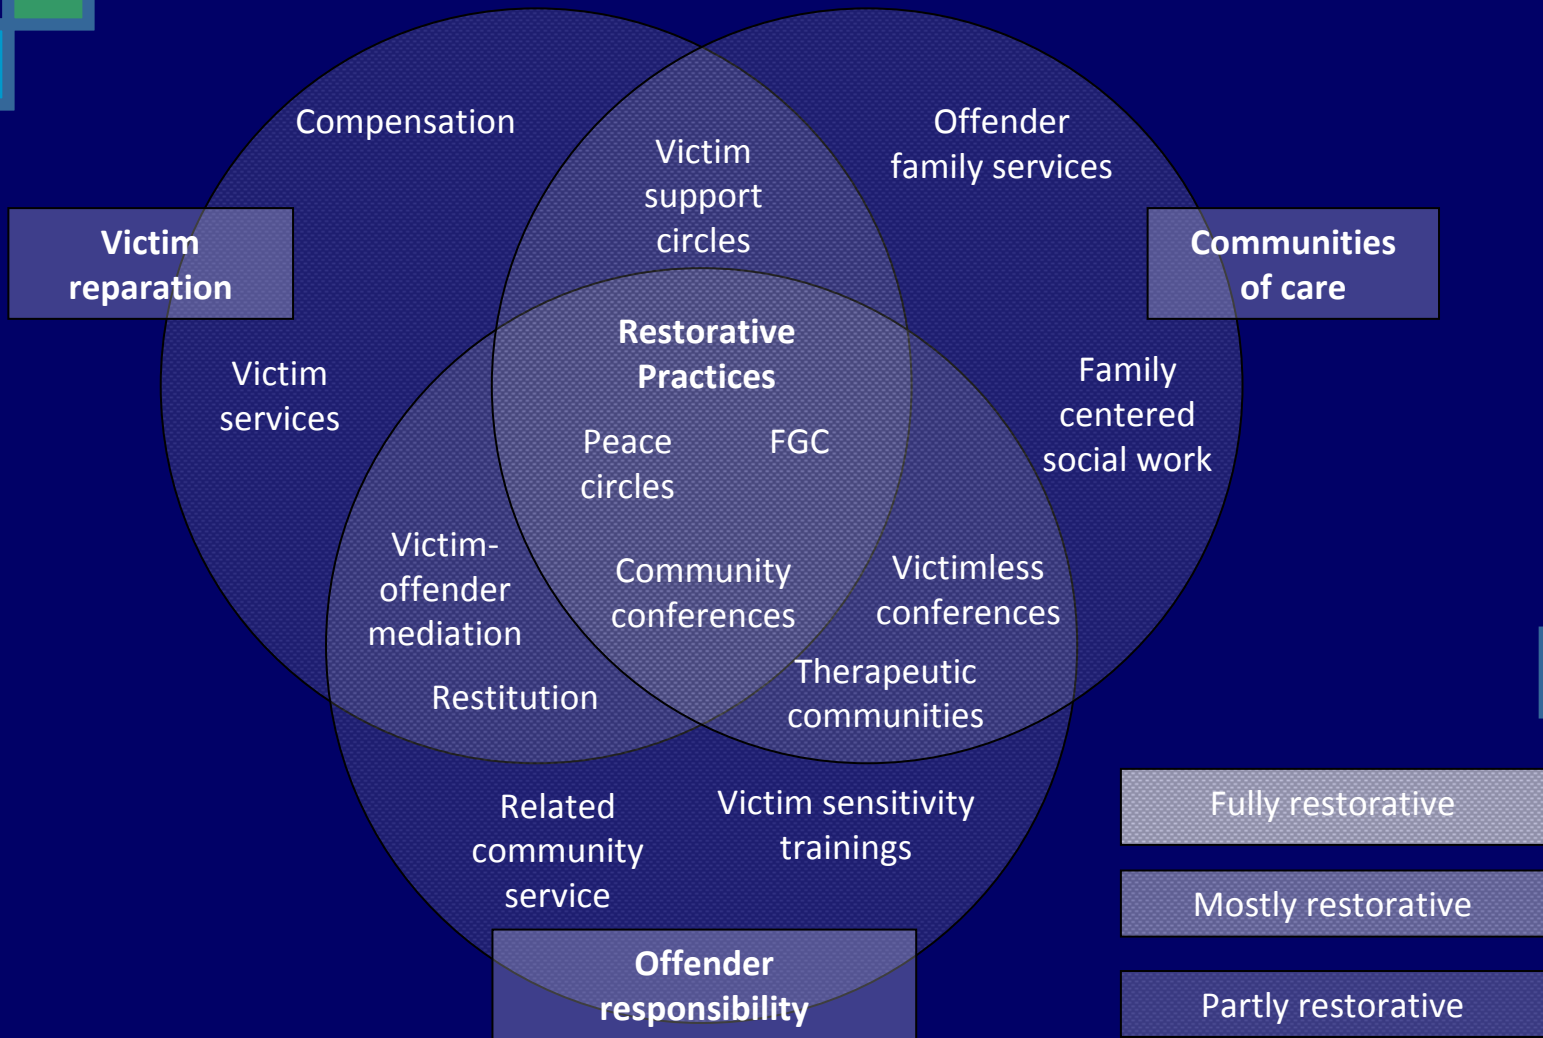 Compensation
Offender
family services
Victim
support
circles
Victim
reparation
Communities
of care
Restorative
Practices
Victim
services
Family
centered
social work
Peace
circles
FGC
Victim-
offender
mediation
Community
conferences
Victimless
conferences
Restitution
Therapeutic
communities
Related
community
service
Victim sensitivity
trainings
Offender
responsibility
Fully restorative
Mostly restorative
Partly restorative